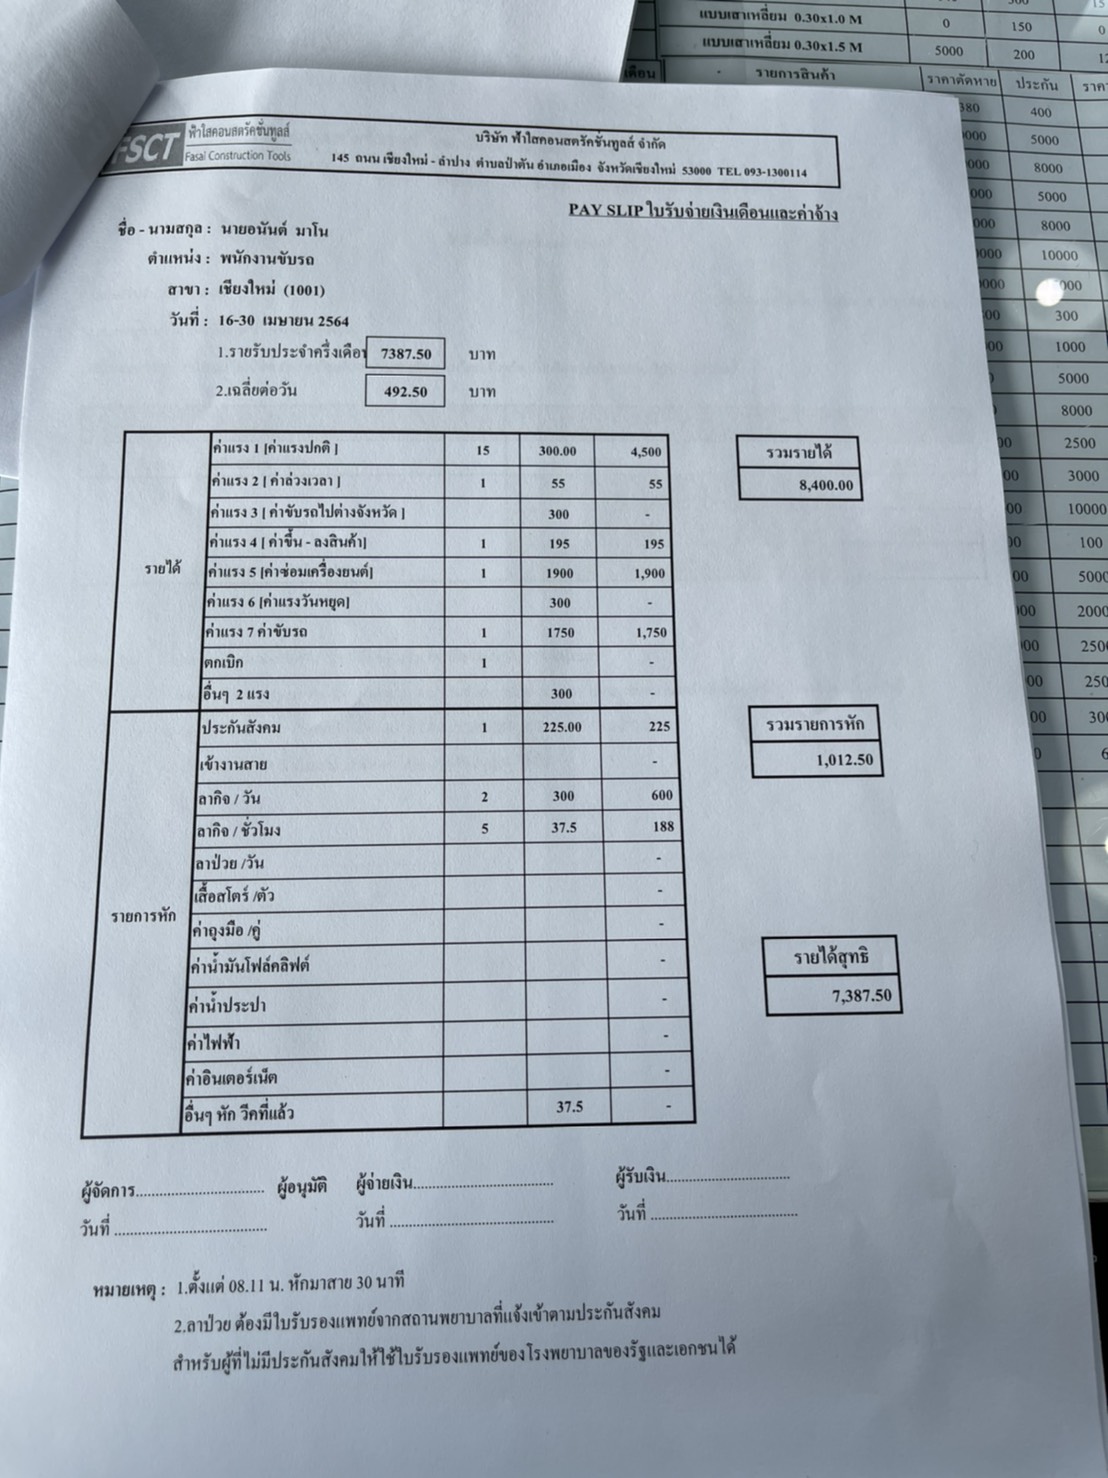 แบบเสาเหลี่ยม 0.30x1.0 M 0 150 0
แบบเสาเหลี่ยม 0.30x1.5 M 5000 200
เดือน - รายการสินค้า ราคาตัดหาย ประกัน
380 400
5000
8000
5000
8000
10000
300
1000
5000
8000
2500
3000
10000
100
5000
2000
FSCT ฟ้าใสคอนสตรัคชั่นทูลส์
Fasai Construction Tools
บริษัท ฟ้าใสคอนสตรัคชั่นทูลส์ จำกัด
145 ถนน เชียงใหม่ - ลำปาง ตำบลป่าตัน อำเภอเมือง จังหวัดเชียงใหม่ 53000 TEL 093-1300114
PAY SLIP ใบรับจ่ายเงินเดือนและค่าจ้าง
ชื่อ - นามสกุล : นายอนันต์ มาโน
ตำแหน่ง : พนักงานขับรถ
สาขา : เชียงใหม่ (1001)
วันที่ : 16-30 เมษายน 2564
1.รายรับประจำครึ่งเดือน 7387.50 บาท
2.เฉลี่ยต่อวัน 492.50 บาท
รายได้
ค่าแรง 1 [ค่าแรงปกติ ] 15 300.00 4,500
ค่าแรง 2 [ ค่าล่วงเวลา ] 1 55 55
ค่าแรง 3 [ ค่าขับรถไปต่างจังหวัด ] 300 -
ค่าแรง 4 [ ค่าขึ้น - ลงสินค้า] 1 195 195
ค่าแรง 5 [ค่าซ่อมเครื่องยนต์] 1 1900 1,900
ค่าแรง 6 [ค่าแรงวันหยุด] 300 -
ค่าแรง 7 ค่าขับรถ 1 1750 1,750
ตกเบิก 1 -
อื่นๆ 2 แรง 300 -
รวมรายได้
8,400.00
รายการหัก
ประกันสังคม 1 225.00 225
เข้างานสาย -
ลากิจ / วัน 2 300 600
ลากิจ / ชั่วโมง 5 37.5 188
ลาป่วย /วัน -
เสื้อสโตร์ /ตัว -
ค่าถุงมือ /คู่ -
ค่าน้ำมันโฟล์คลิฟต์ -
ค่าน้ำประปา -
ค่าไฟฟ้า -
ค่าอินเตอร์เน็ต -
อื่นๆ หัก วีคที่แล้ว 37.5 -
รวมรายการหัก
1,012.50
รายได้สุทธิ
7,387.50
ผู้จัดการ................................ ผู้อนุมัติ ผู้จ่ายเงิน................................... ผู้รับเงิน...............................
วันที่ ...................................... วันที่ ........................................ วันที่ .....................................
หมายเหตุ : 1.ตั้งแต่ 08.11 น. หักมาสาย 30 นาที
2.ลาป่วย ต้องมีใบรับรองแพทย์จากสถานพยาบาลที่แจ้งเข้าตามประกันสังคม
สำหรับผู้ที่ไม่มีประกันสังคมให้ใช้ใบรับรองแพทย์ของโรงพยาบาลของรัฐและเอกชนได้